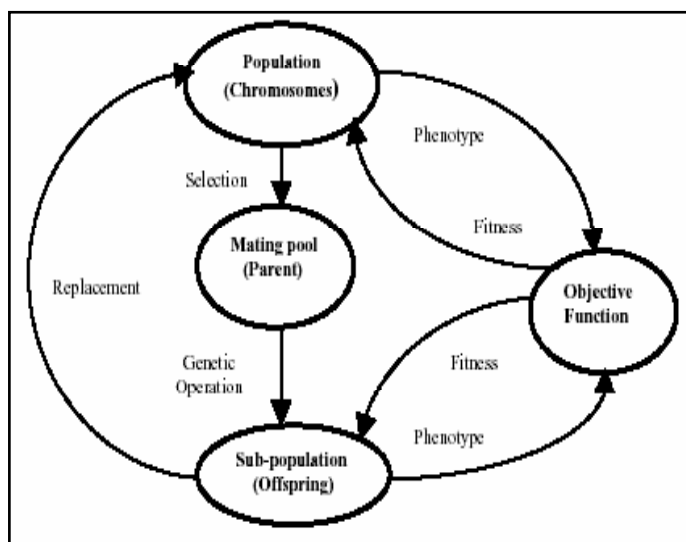 Population
(Chromosomes)
Phenotype
Selection
Fitness
Mating pool
(Parent)
Replacement
Objective
Function
Genetic
Operation
Fitness
Phenotype
Sub-population
(Offspring)